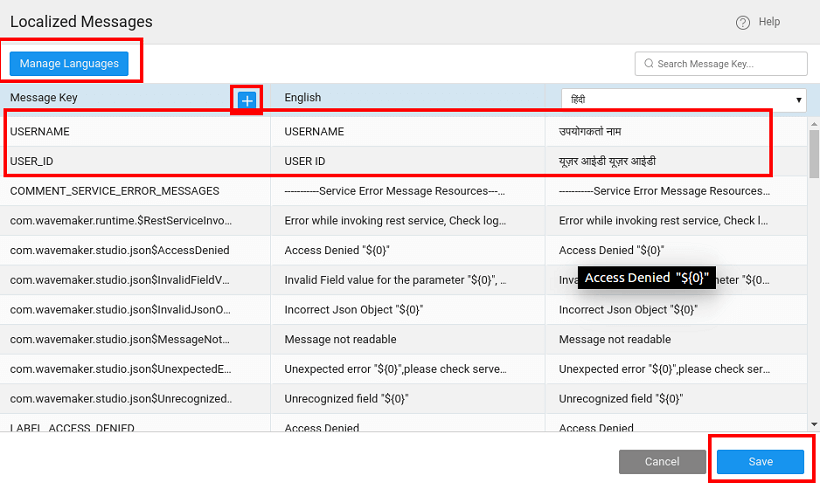 Localized Messages
Help
Manage Languages
Search Message Key...
Message Key + English हिंदी
USERNAME USERNAME उपयोगकर्ता नाम
USER_ID USER ID यूज़र आईडी यूज़र आईडी
COMMENT_SERVICE_ERROR_MESSAGES -----------Service Error Message Resources---... -----------Service Error Message Resources...
com.wavemaker.runtime.$RestServiceInvo... Error while invoking rest service, Check log... Error while invoking rest service, Check l...
com.wavemaker.studio.json$AccessDenied Access Denied "${0}" Access Denied "${0}"
Access Denied "${0}"
com.wavemaker.studio.json$InvalidFieldV... Invalid Field value for the parameter "${0}", ... "${0...
com.wavemaker.studio.json$InvalidJsonO... Incorrect Json Object "${0}" Incorrect Json Object "${0}"
com.wavemaker.studio.json$MessageNot... Message not readable Message not readable
com.wavemaker.studio.json$UnexpectedE... Unexpected error "${0}",please check serve... Unexpected error "${0}",please check ser...
com.wavemaker.studio.json$Unrecognized.. Unrecognized field "${0}" Unrecognized field "${0}"
LABEL_ACCESS_DENIED Access Denied Access Denied
Cancel Save